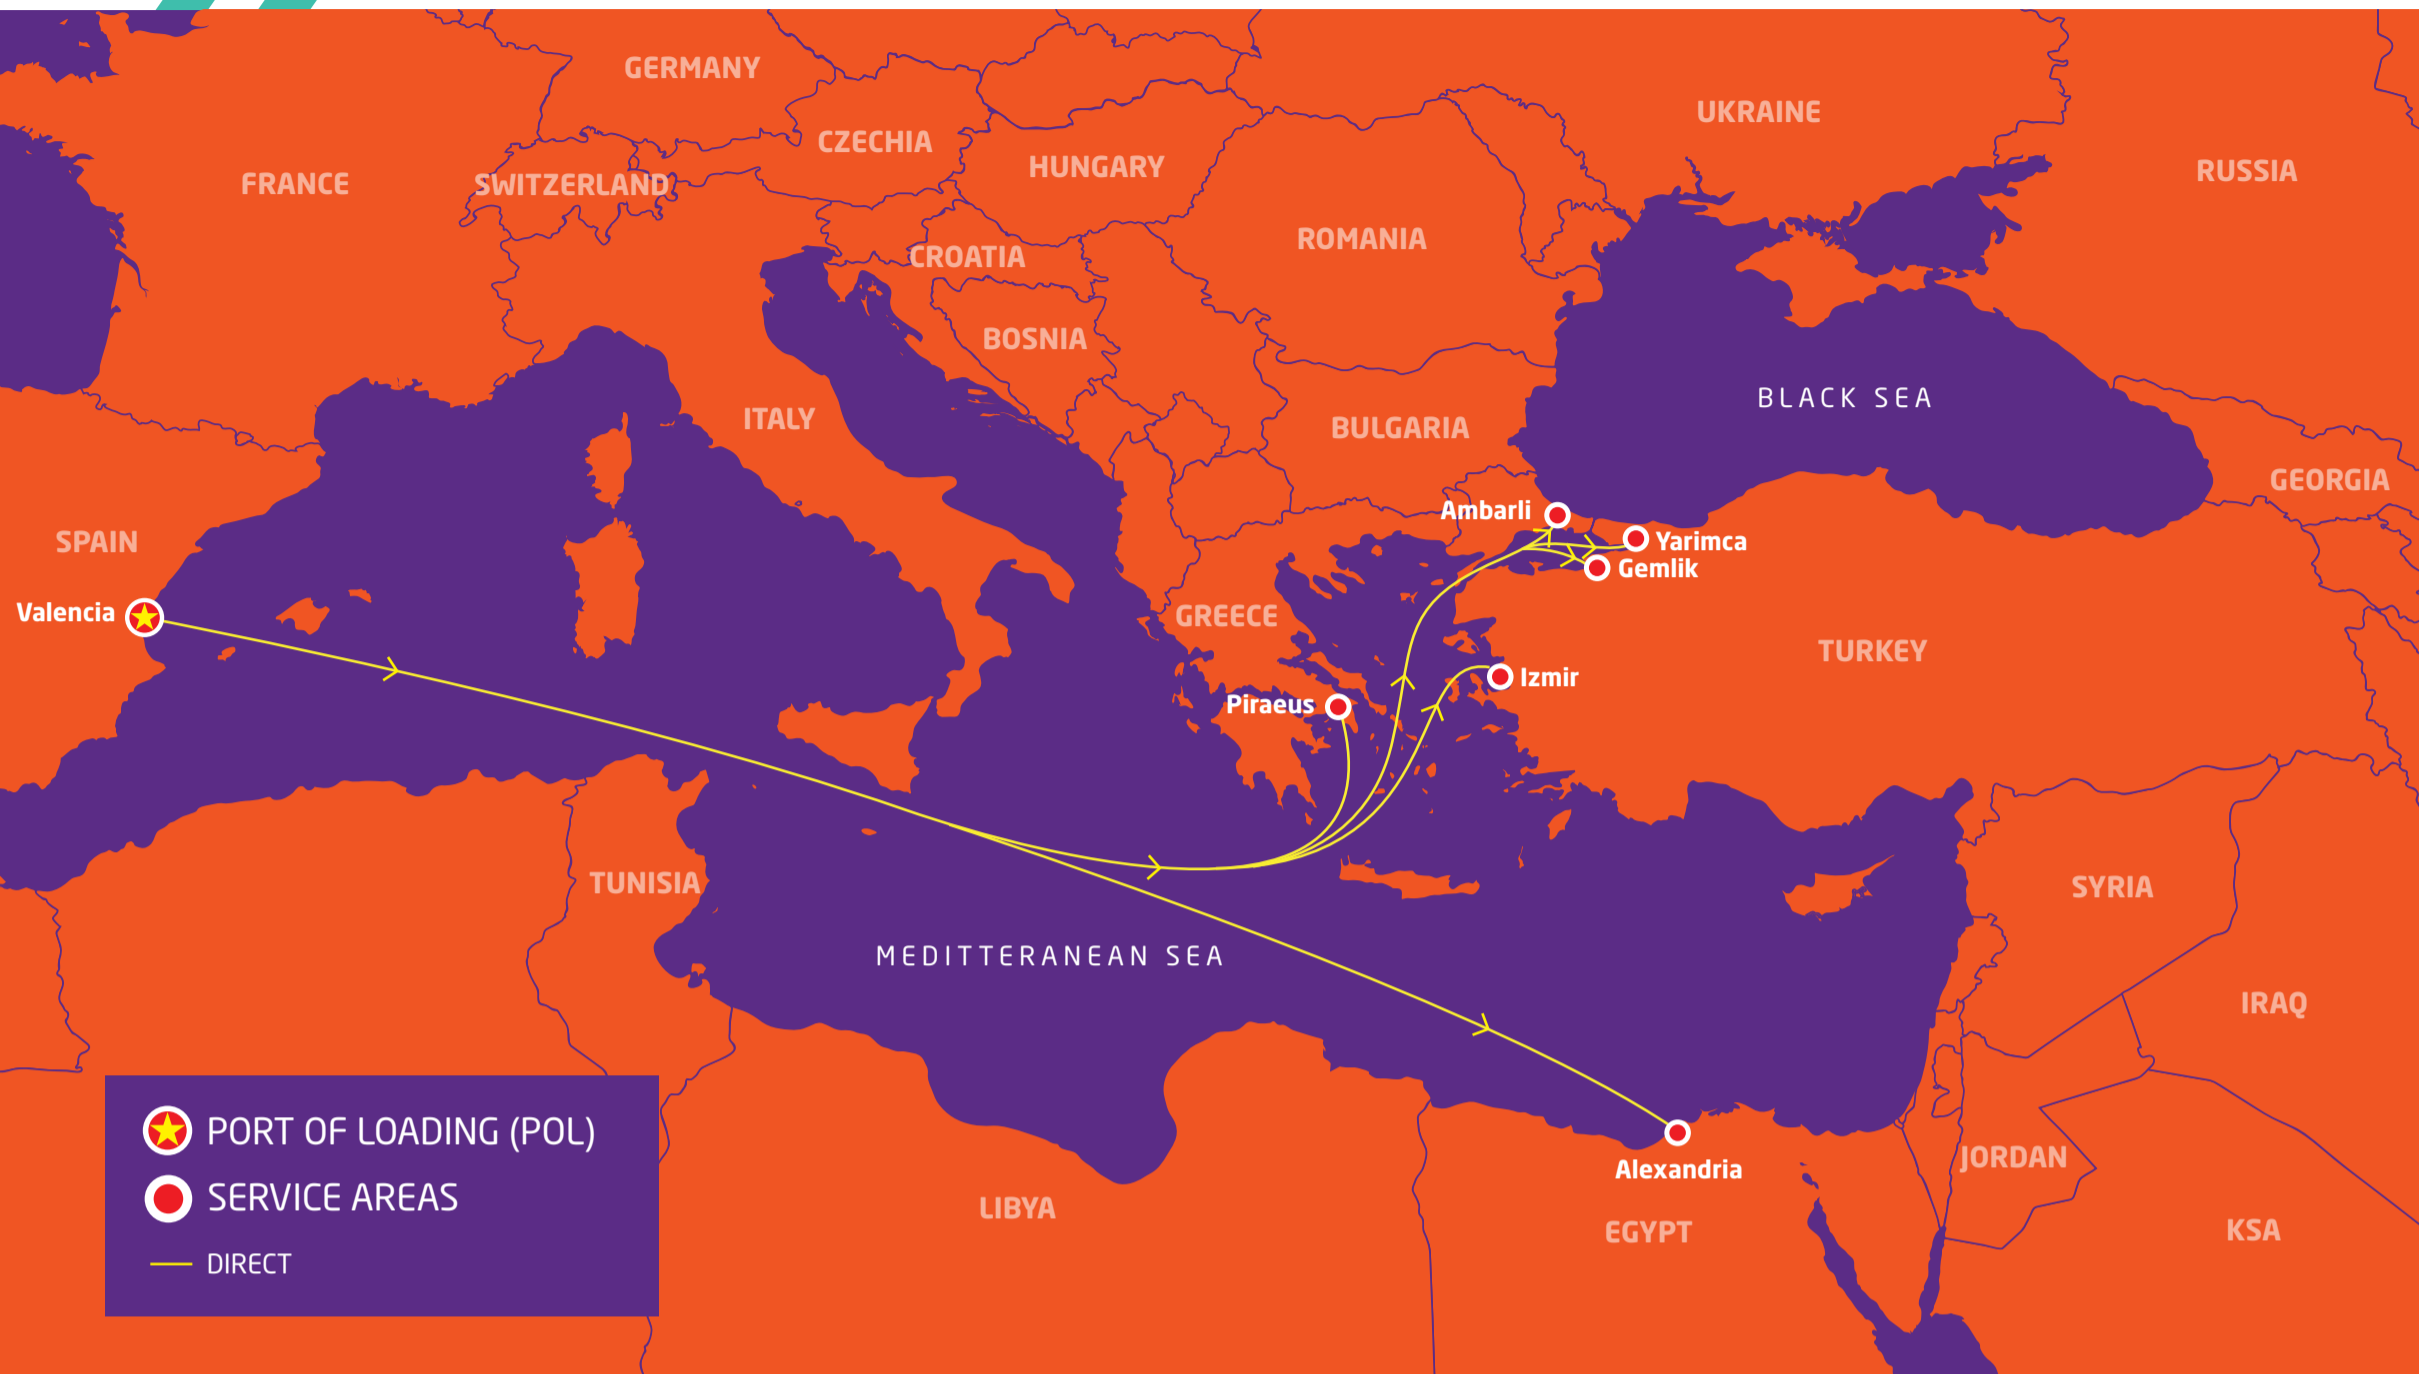 GERMANY
UKRAINE
CZECHIA
HUNGARY
RUSSIA
FRANCE
SWITZERLAND
ROMANIA
CROATIA
BOSNIA
BLACK SEA
ITALY
BULGARIA
GEORGIA
Ambarli
SPAIN
Yarimca
Gemlik
Valencia
GREECE
TURKEY
Izmir
Piraeus
TUNISIA
SYRIA
MEDITTERANEAN SEA
IRAQ
PORT OF LOADING (POL)
SERVICE AREAS
DIRECT
JORDAN
Alexandria
LIBYA
EGYPT
KSA